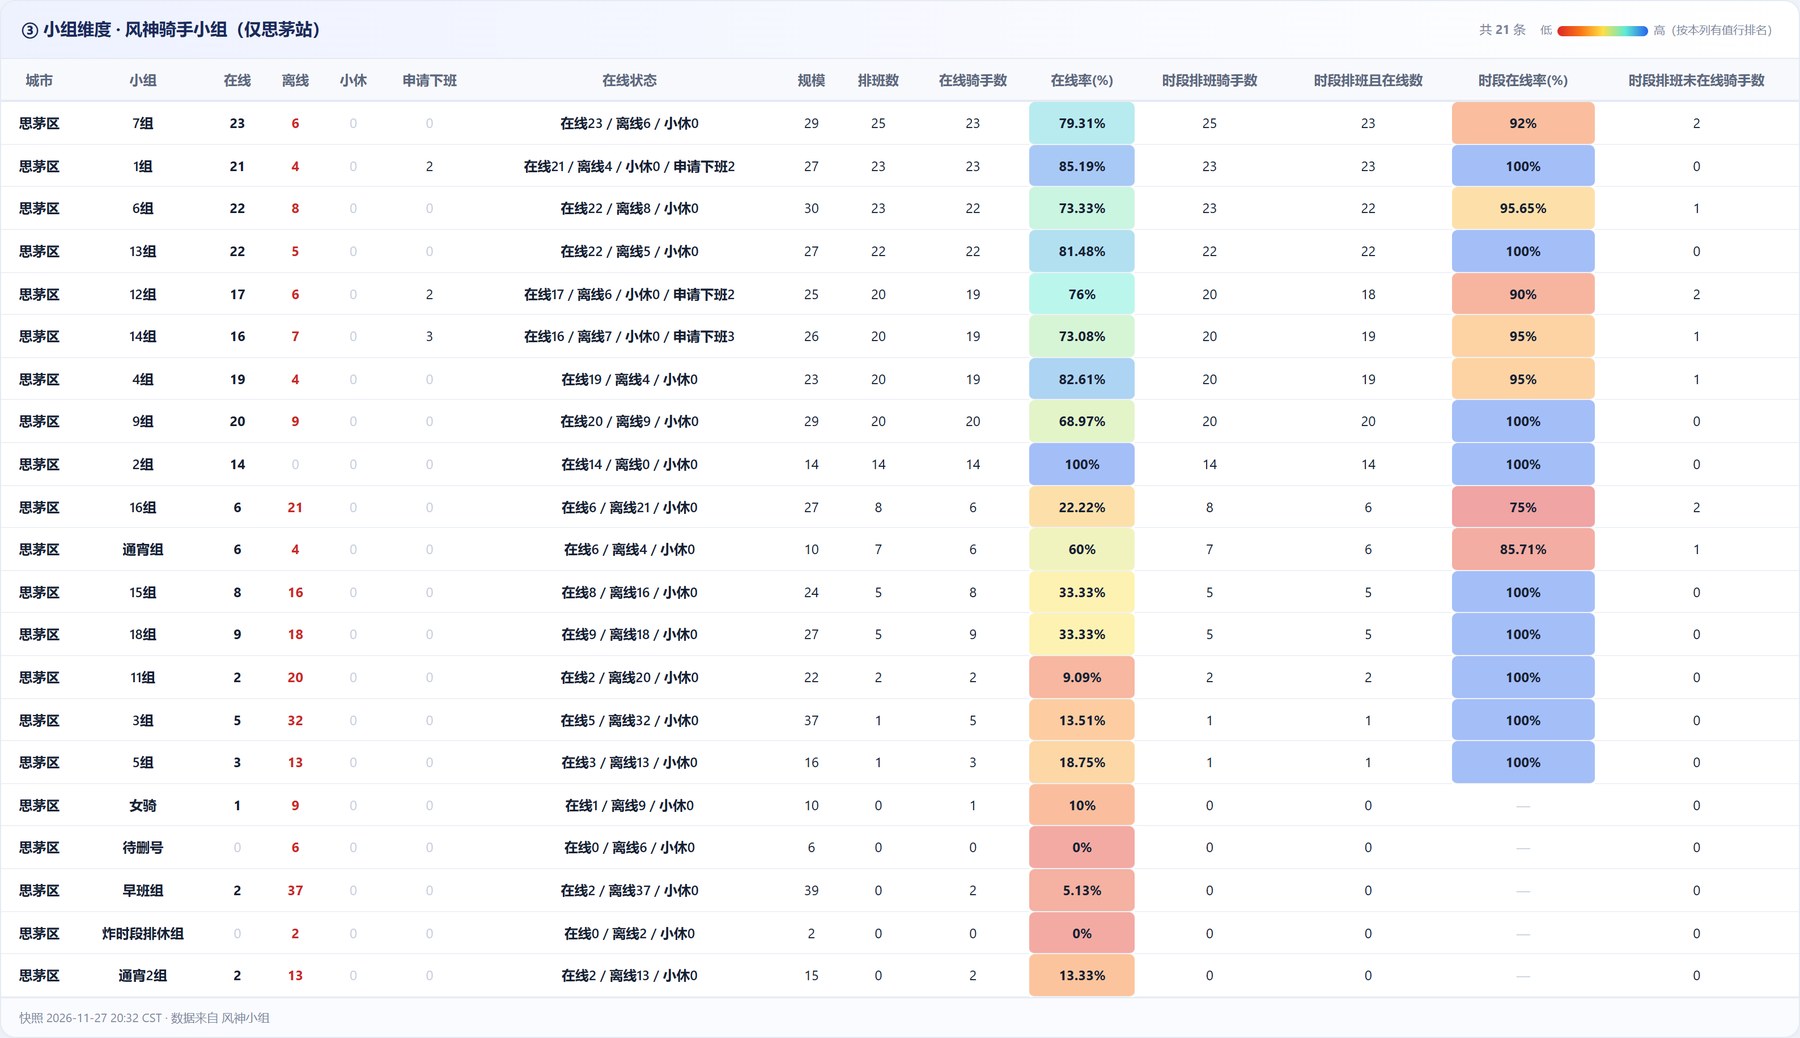 ③ 小组维度 · 风神骑手小组（仅思茅站）
共 21 条 低 高 (按本列有值行排名)
城市 小组 在线 离线 小休 申请下班 在线状态 规模 排班数 在线骑手数 在线率(%) 时段排班骑手数 时段排班且在线数 时段在线率(%) 时段排班未在线骑手数
思茅区 7组 23 6 0 0 在线23 / 离线6 / 小休0 29 25 23 79.31% 25 23 92% 2
思茅区 1组 21 4 0 2 在线21 / 离线4 / 小休0 / 申请下班2 27 23 23 85.19% 23 23 100% 0
思茅区 6组 22 8 0 0 在线22 / 离线8 / 小休0 30 23 22 73.33% 23 22 95.65% 1
思茅区 13组 22 5 0 0 在线22 / 离线5 / 小休0 27 22 22 81.48% 22 22 100% 0
思茅区 12组 17 6 0 2 在线17 / 离线6 / 小休0 / 申请下班2 25 20 19 76% 20 18 90% 2
思茅区 14组 16 7 0 3 在线16 / 离线7 / 小休0 / 申请下班3 26 20 19 73.08% 20 19 95% 1
思茅区 4组 19 4 0 0 在线19 / 离线4 / 小休0 23 20 19 82.61% 20 19 95% 1
思茅区 9组 20 9 0 0 在线20 / 离线9 / 小休0 29 20 20 68.97% 20 20 100% 0
思茅区 2组 14 0 0 0 在线14 / 离线0 / 小休0 14 14 14 100% 14 14 100% 0
思茅区 16组 6 21 0 0 在线6 / 离线21 / 小休0 27 8 6 22.22% 8 6 75% 2
思茅区 通宵组 6 4 0 0 在线6 / 离线4 / 小休0 10 7 6 60% 7 6 85.71% 1
思茅区 15组 8 16 0 0 在线8 / 离线16 / 小休0 24 5 8 33.33% 5 5 100% 0
思茅区 18组 9 18 0 0 在线9 / 离线18 / 小休0 27 5 9 33.33% 5 5 100% 0
思茅区 11组 2 20 0 0 在线2 / 离线20 / 小休0 22 2 2 9.09% 2 2 100% 0
思茅区 3组 5 32 0 0 在线5 / 离线32 / 小休0 37 1 5 13.51% 1 1 100% 0
思茅区 5组 3 13 0 0 在线3 / 离线13 / 小休0 16 1 3 18.75% 1 1 100% 0
思茅区 女骑 1 9 0 0 在线1 / 离线9 / 小休0 10 0 1 10% 0 0 — 0
思茅区 待删号 0 6 0 0 在线0 / 离线6 / 小休0 6 0 0 0% 0 0 — 0
思茅区 早班组 2 37 0 0 在线2 / 离线37 / 小休0 39 0 2 5.13% 0 0 — 0
思茅区 炸时段排休组 0 2 0 0 在线0 / 离线2 / 小休0 2 0 0 0% 0 0 — 0
思茅区 通宵2组 2 13 0 0 在线2 / 离线13 / 小休0 15 0 2 13.33% 0 0 — 0
快照 2026-11-27 20:32 CST · 数据来自 风神小组